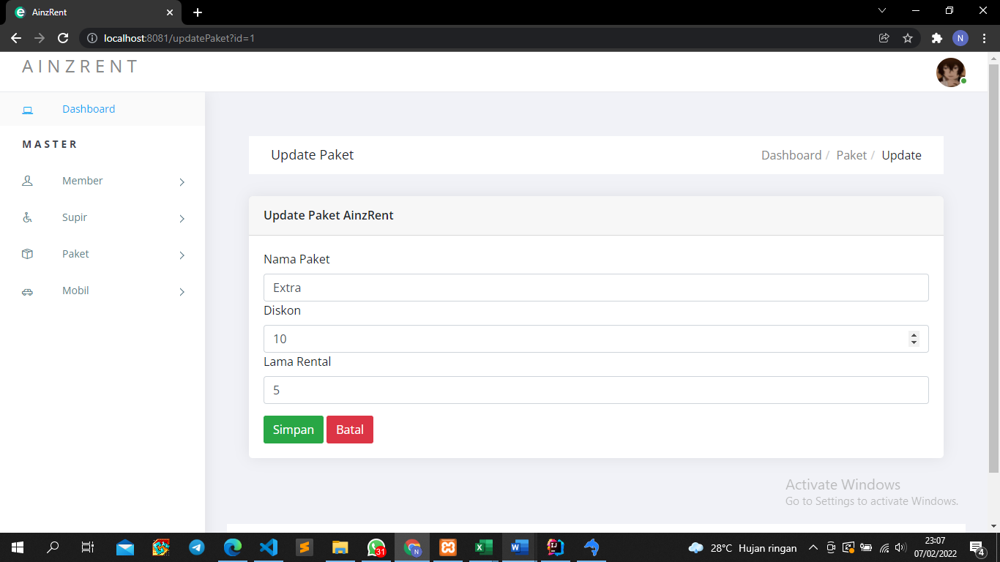 AinzRent
localhost:8081/updatePaket?id=1
N
AINZRENT
Dashboard
MASTER
Member
Supir
Paket
Mobil
Update Paket
Dashboard / Paket / Update
Update Paket AinzRent
Nama Paket
Extra
Diskon
10
Lama Rental
5
Simpan Batal
Activate Windows
Go to Settings to activate Windows.
31
N
IJ
28°C Hujan ringan
23:07
07/02/2022
4